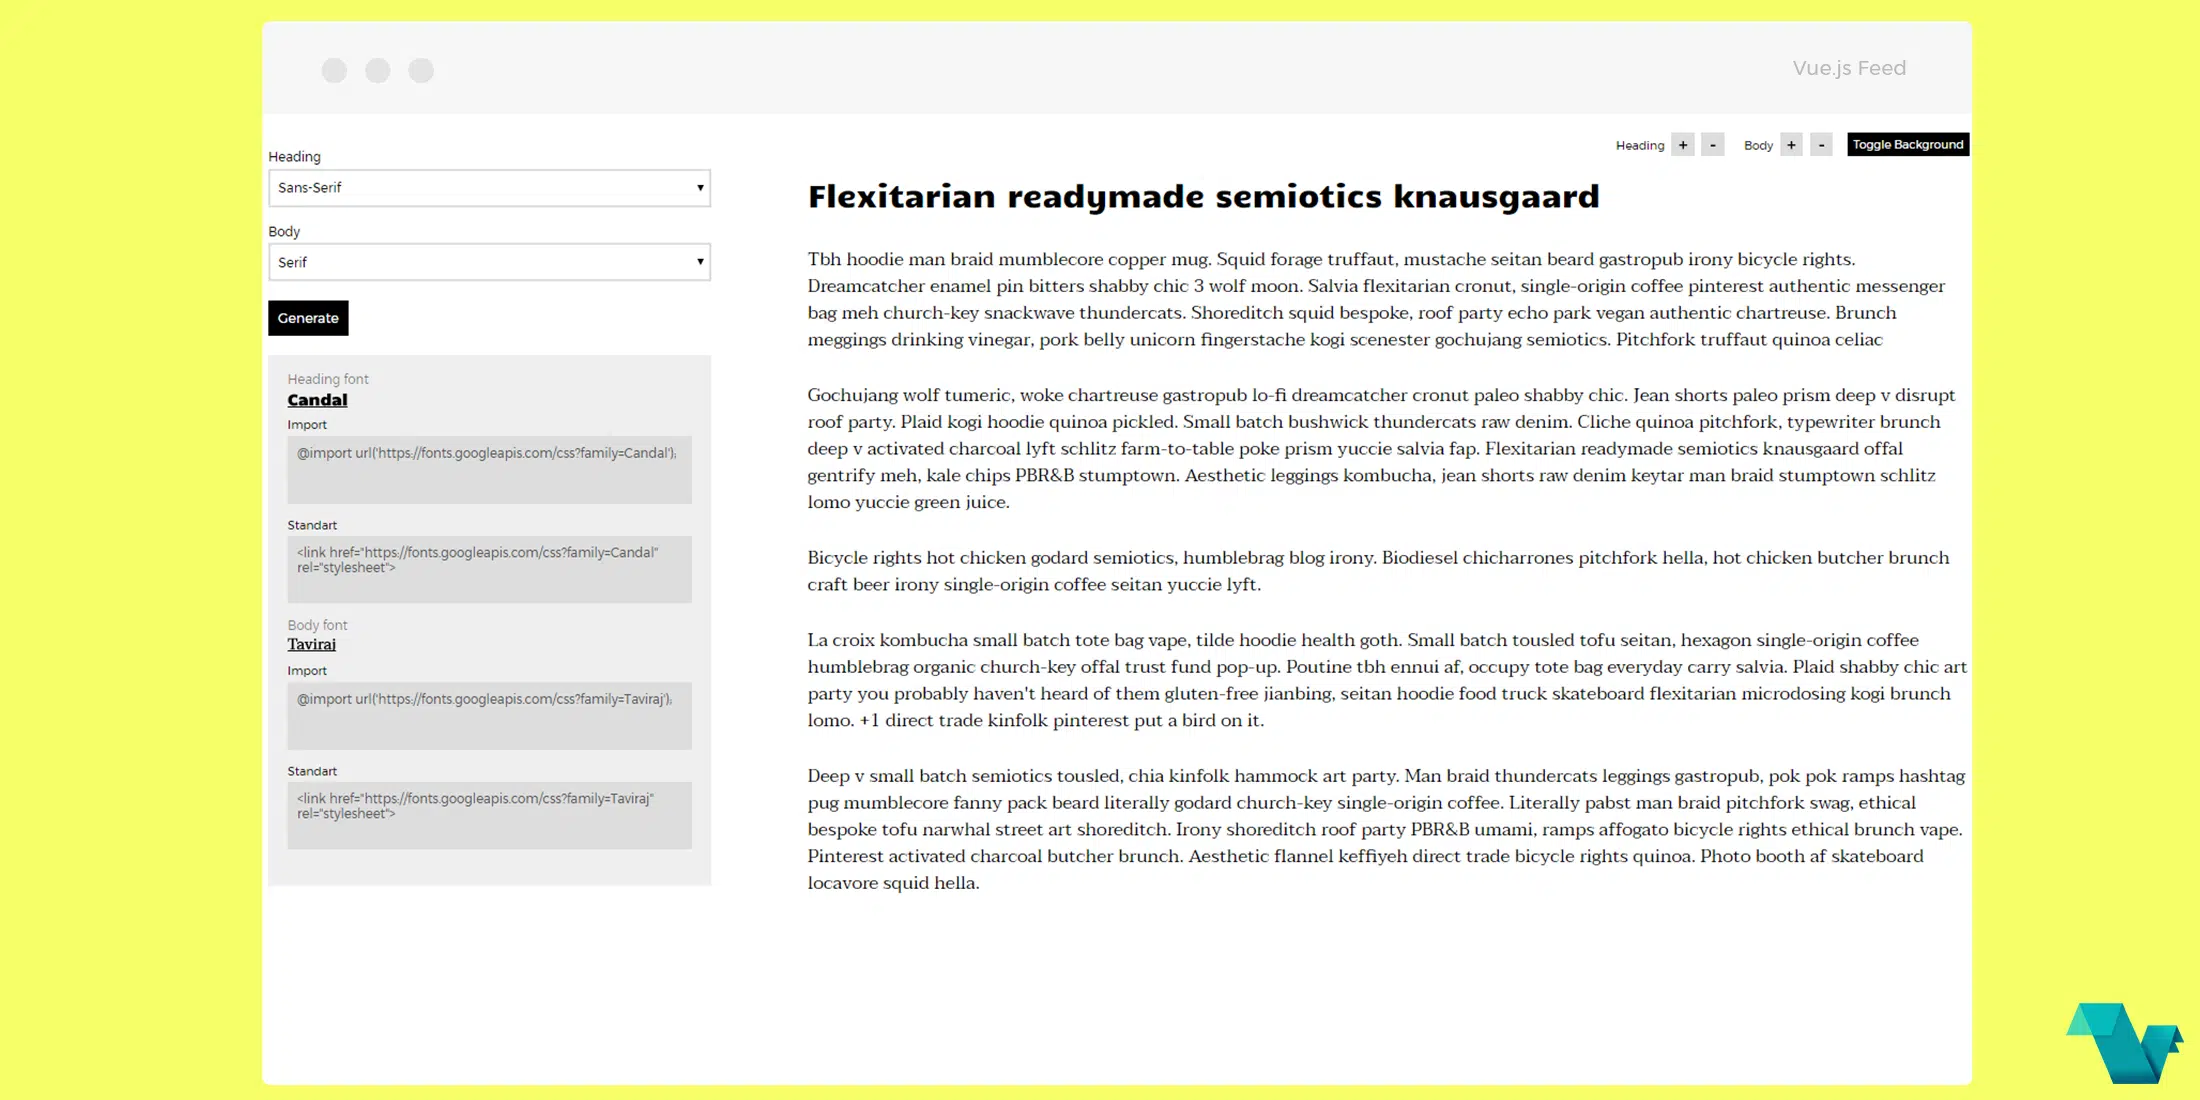 Vue.js Feed
Heading
Sans-Serif
Body
Serif
Generate
Heading font
Candal
Import
@import url('https://fonts.googleapis.com/css?family=Candal');
Standart
<link href="https://fonts.googleapis.com/css?family=Candal"
rel="stylesheet">
Body font
Taviraj
Import
@import url('https://fonts.googleapis.com/css?family=Taviraj');
Standart
<link href="https://fonts.googleapis.com/css?family=Taviraj"
rel="stylesheet">
Heading + - Body + - Toggle Background
Flexitarian readymade semiotics knausgaard
Tbh hoodie man braid mumblecore copper mug. Squid forage truffaut, mustache seitan beard gastropub irony bicycle rights.
Dreamcatcher enamel pin bitters shabby chic 3 wolf moon. Salvia flexitarian cronut, single-origin coffee pinterest authentic messenger
bag meh church-key snackwave thundercats. Shoreditch squid bespoke, roof party echo park vegan authentic chartreuse. Brunch
meggings drinking vinegar, pork belly unicorn fingerstache kogi scenester gochujang semiotics. Pitchfork truffaut quinoa celiac
Gochujang wolf tumeric, woke chartreuse gastropub lo-fi dreamcatcher cronut paleo shabby chic. Jean shorts paleo prism deep v disrupt
roof party. Plaid kogi hoodie quinoa pickled. Small batch bushwick thundercats raw denim. Cliche quinoa pitchfork, typewriter brunch
deep v activated charcoal lyft schlitz farm-to-table poke prism yuccie salvia fap. Flexitarian readymade semiotics knausgaard offal
gentrify meh, kale chips PBR&B stumptown. Aesthetic leggings kombucha, jean shorts raw denim keytar man braid stumptown schlitz
lomo yuccie green juice.
Bicycle rights hot chicken godard semiotics, humblebrag blog irony. Biodiesel chicharrones pitchfork hella, hot chicken butcher brunch
craft beer irony single-origin coffee seitan yuccie lyft.
La croix kombucha small batch tote bag vape, tilde hoodie health goth. Small batch tousled tofu seitan, hexagon single-origin coffee
humblebrag organic church-key offal trust fund pop-up. Poutine tbh ennui af, occupy tote bag everyday carry salvia. Plaid shabby chic art
party you probably haven't heard of them gluten-free jianbing, seitan hoodie food truck skateboard flexitarian microdosing kogi brunch
lomo. +1 direct trade kinfolk pinterest put a bird on it.
Deep v small batch semiotics tousled, chia kinfolk hammock art party. Man braid thundercats leggings gastropub, pok pok ramps hashtag
pug mumblecore fanny pack beard literally godard church-key single-origin coffee. Literally pabst man braid pitchfork swag, ethical
bespoke tofu narwhal street art shoreditch. Irony shoreditch roof party PBR&B umami, ramps affogato bicycle rights ethical brunch vape.
Pinterest activated charcoal butcher brunch. Aesthetic flannel keffiyeh direct trade bicycle rights quinoa. Photo booth af skateboard
locavore squid hella.